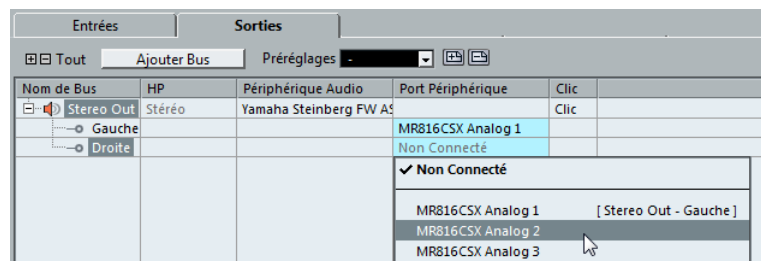 Entrées Sorties
Tout Ajouter Bus Préréglages -
Nom de Bus HP Périphérique Audio Port Périphérique Clic
Stereo Out Stéréo Yamaha Steinberg FW AS Clic
Gauche MR816CSX Analog 1
Droite Non Connecté
✓ Non Connecté
MR816CSX Analog 1 [ Stereo Out - Gauche ]
MR816CSX Analog 2
MR816CSX Analog 3